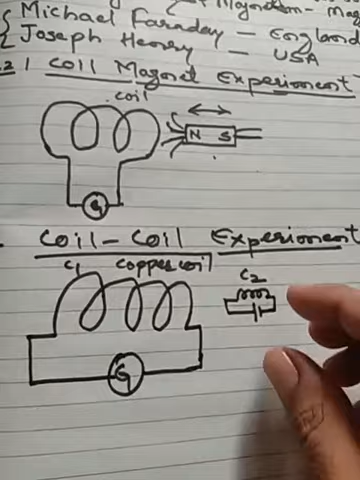 Michael Faraday - England
Joseph Henry - USA
1 Coil Magnet Experiment
coil
N S
G
Coil-Coil Experiment
C1 Copper coil
C2
G